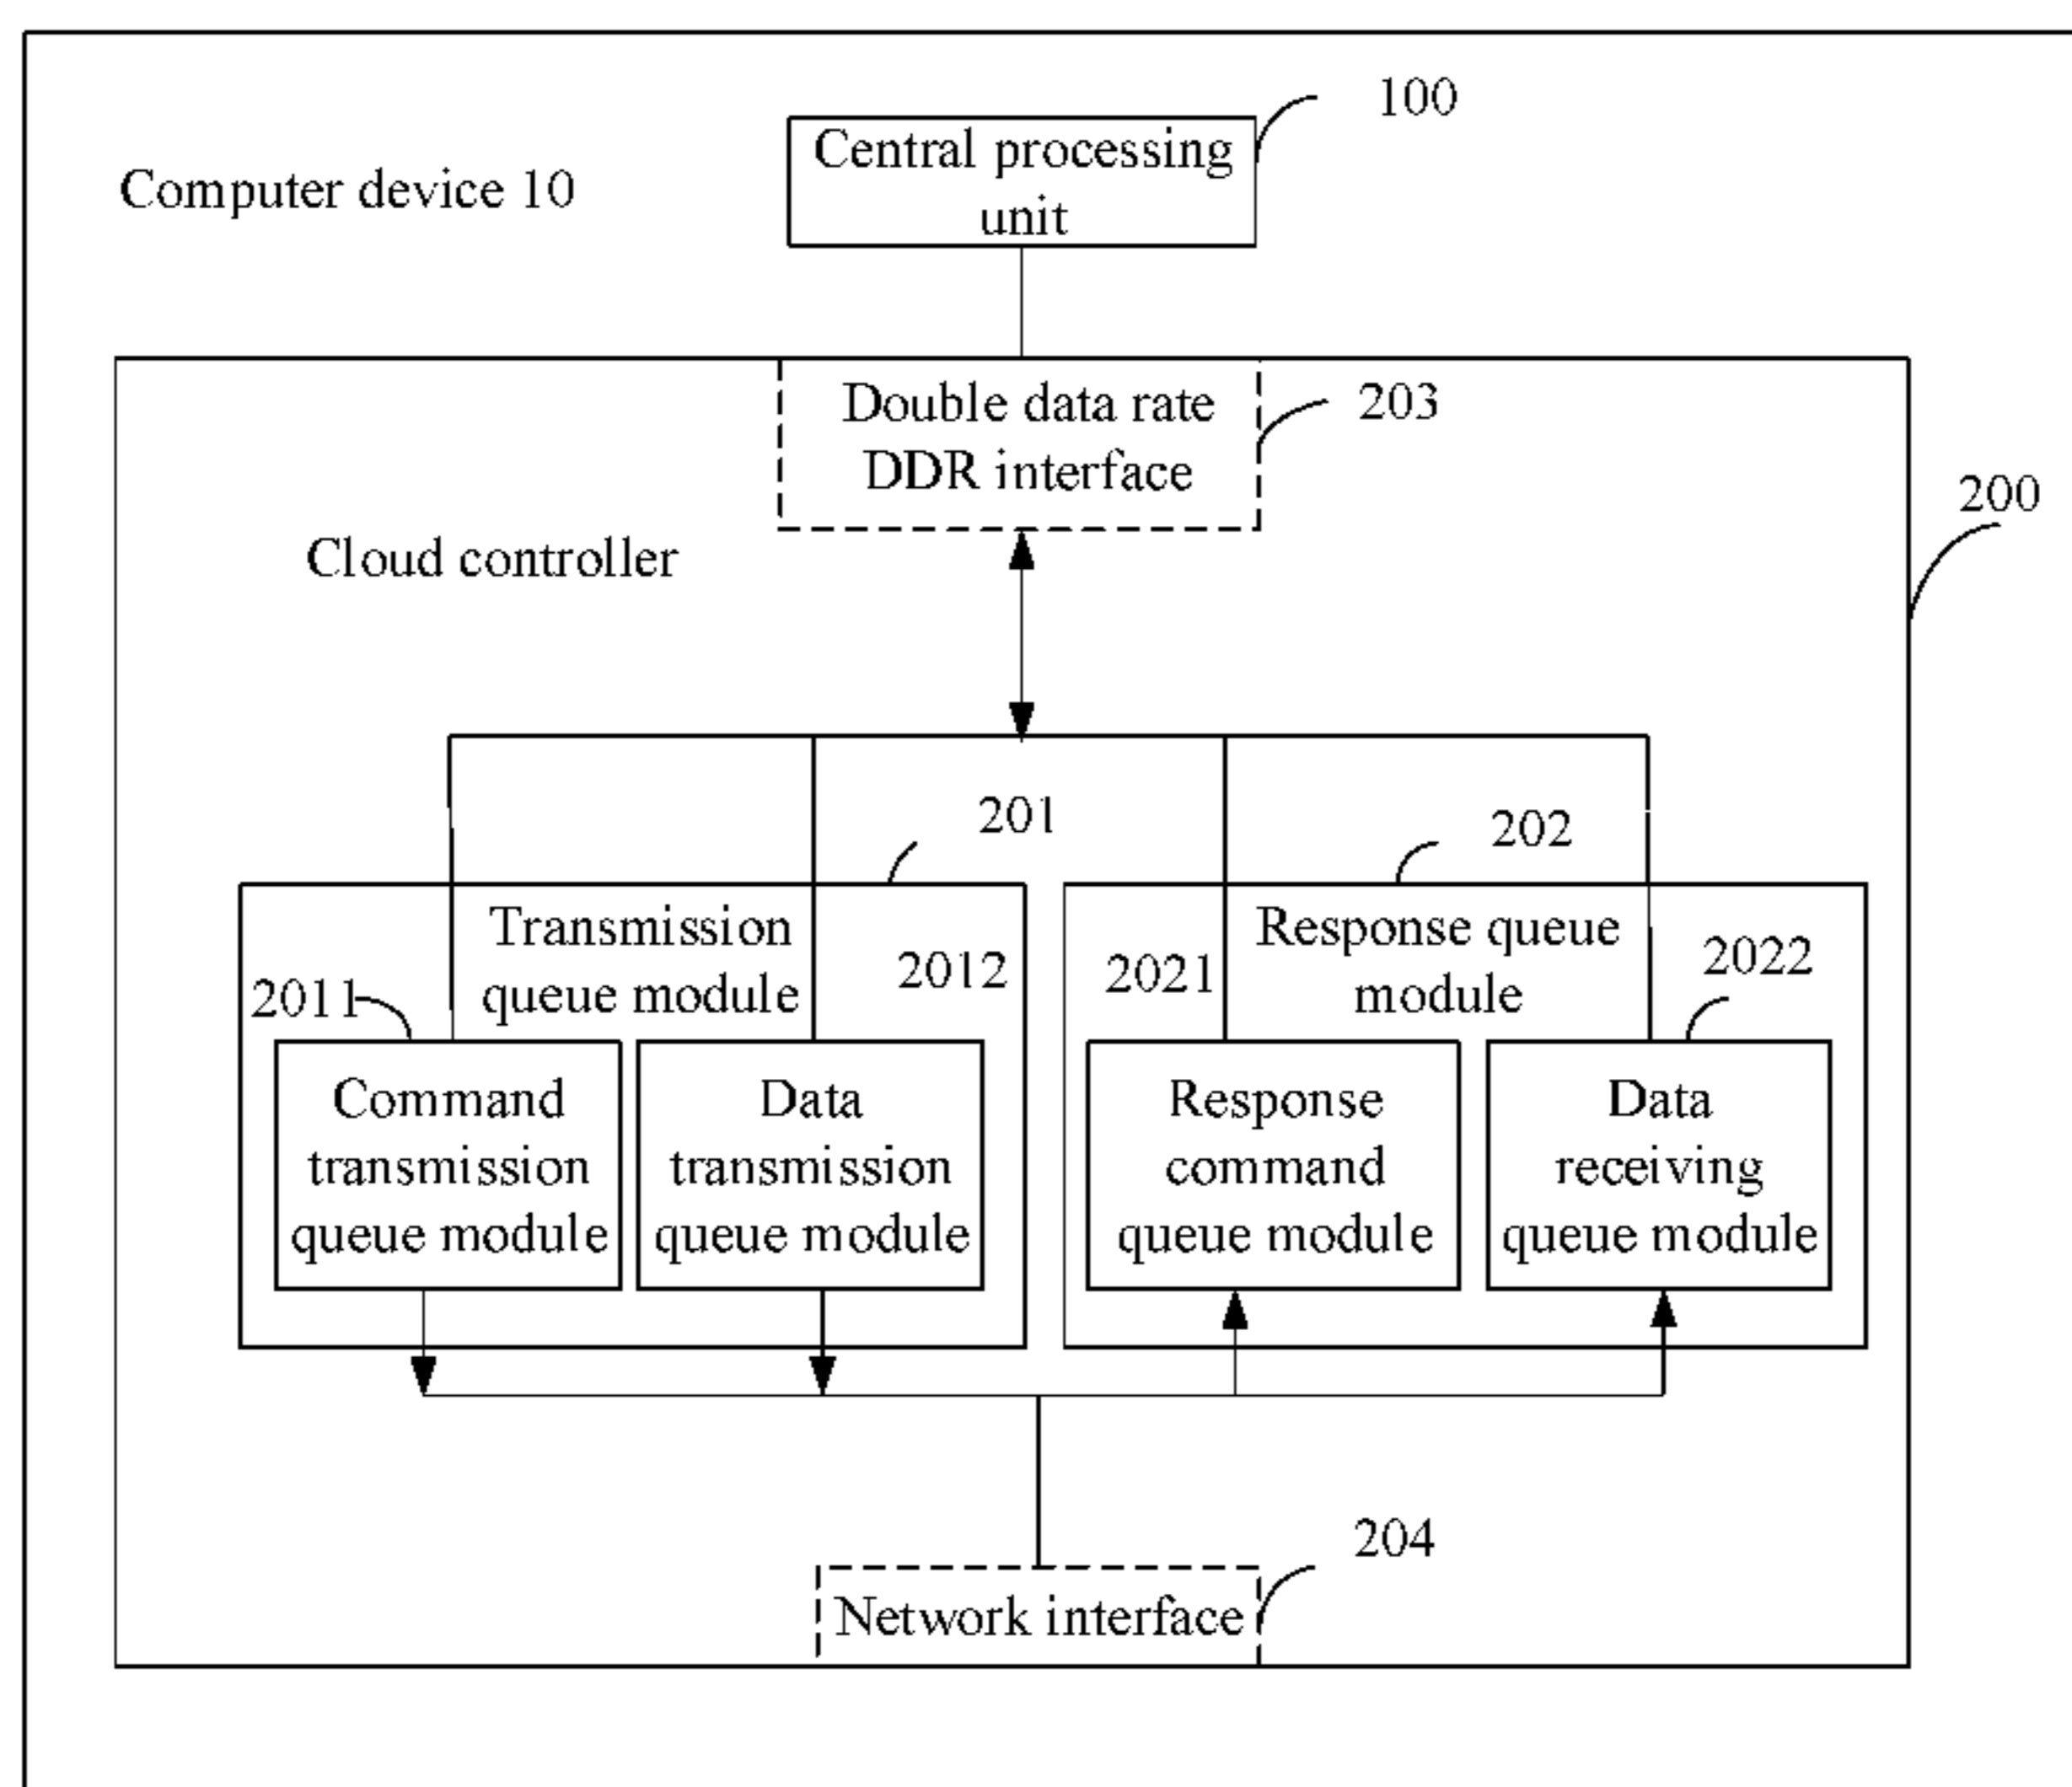 100
Central processing
unit
Computer device 10
Double data rate
DDR interface
203
200
Cloud controller
201
202
Transmission
queue module
2011
2012
Response queue
module
2021
2022
Command
transmission
queue module
Data
transmission
queue module
Response
command
queue module
Data
receiving
queue module
204
Network interface